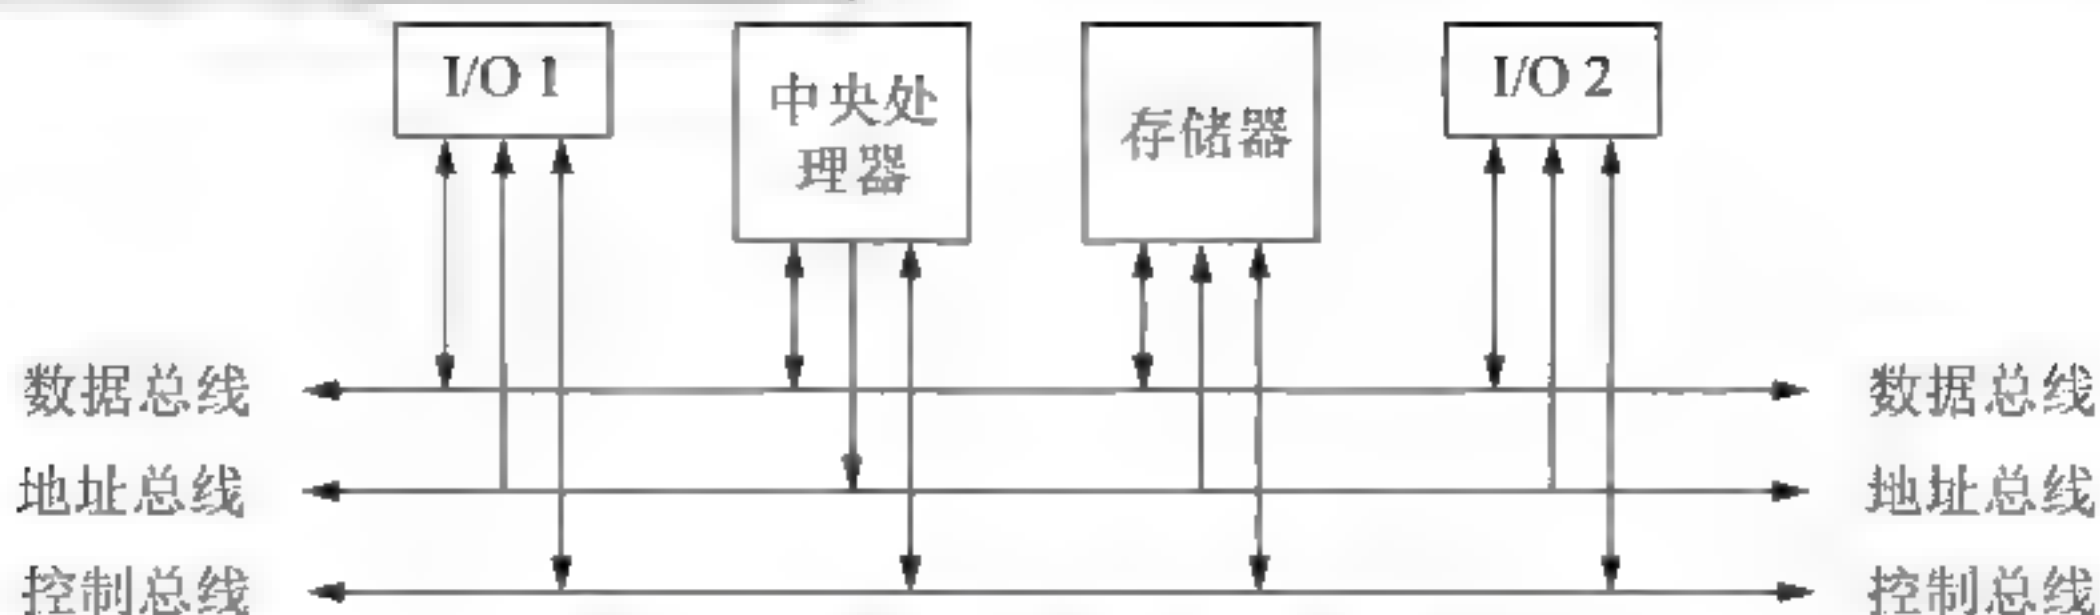 I/O 1
中央处
理器
存储器
I/O 2
数据总线
数据总线
地址总线
地址总线
控制总线
控制总线